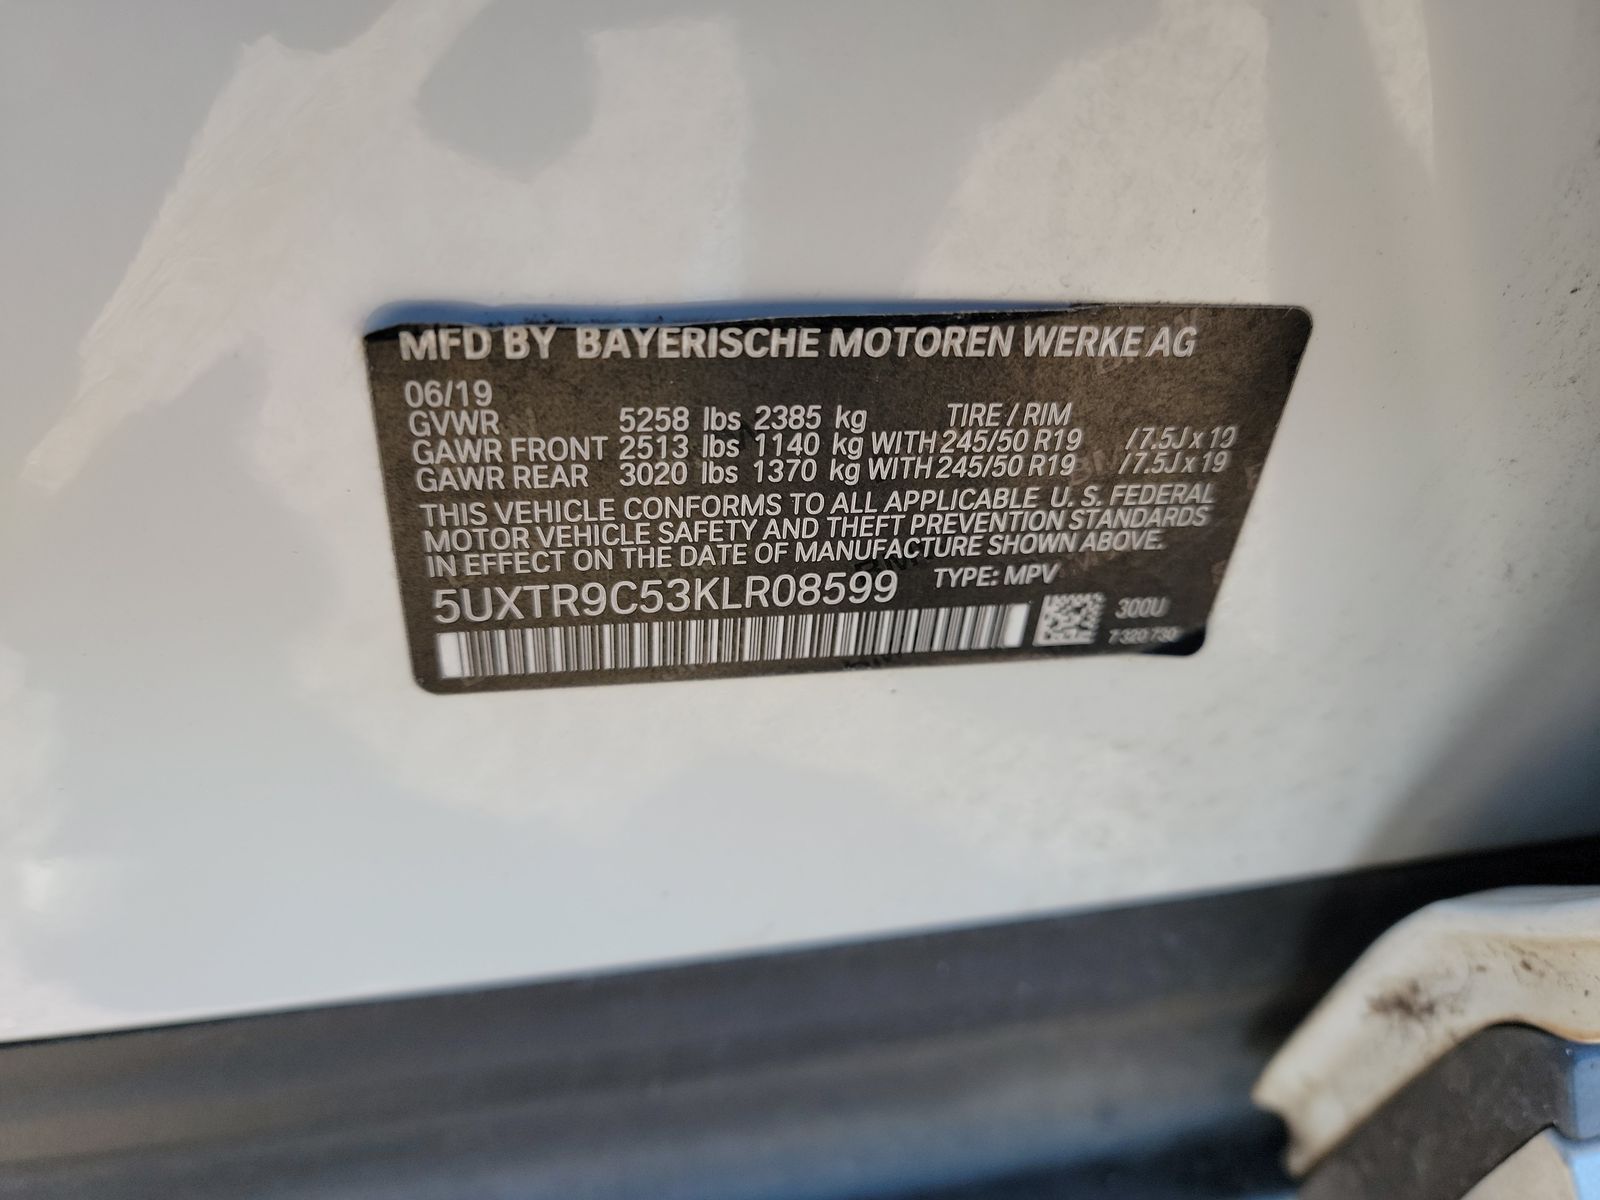 MFD BY BAYERISCHE MOTOREN WERKE AG
06/19
GVWR 5258 lbs 2385 kg TIRE / RIM
GAWR FRONT 2513 lbs 1140 kg WITH 245/50 R19 /7.5J x 19
GAWR REAR 3020 lbs 1370 kg WITH 245/50 R19 /7.5J x 19
THIS VEHICLE CONFORMS TO ALL APPLICABLE U. S. FEDERAL
MOTOR VEHICLE SAFETY AND THEFT PREVENTION STANDARDS
IN EFFECT ON THE DATE OF MANUFACTURE SHOWN ABOVE.
5UXTR9C53KLR08599 TYPE: MPV
300U
7 320 730